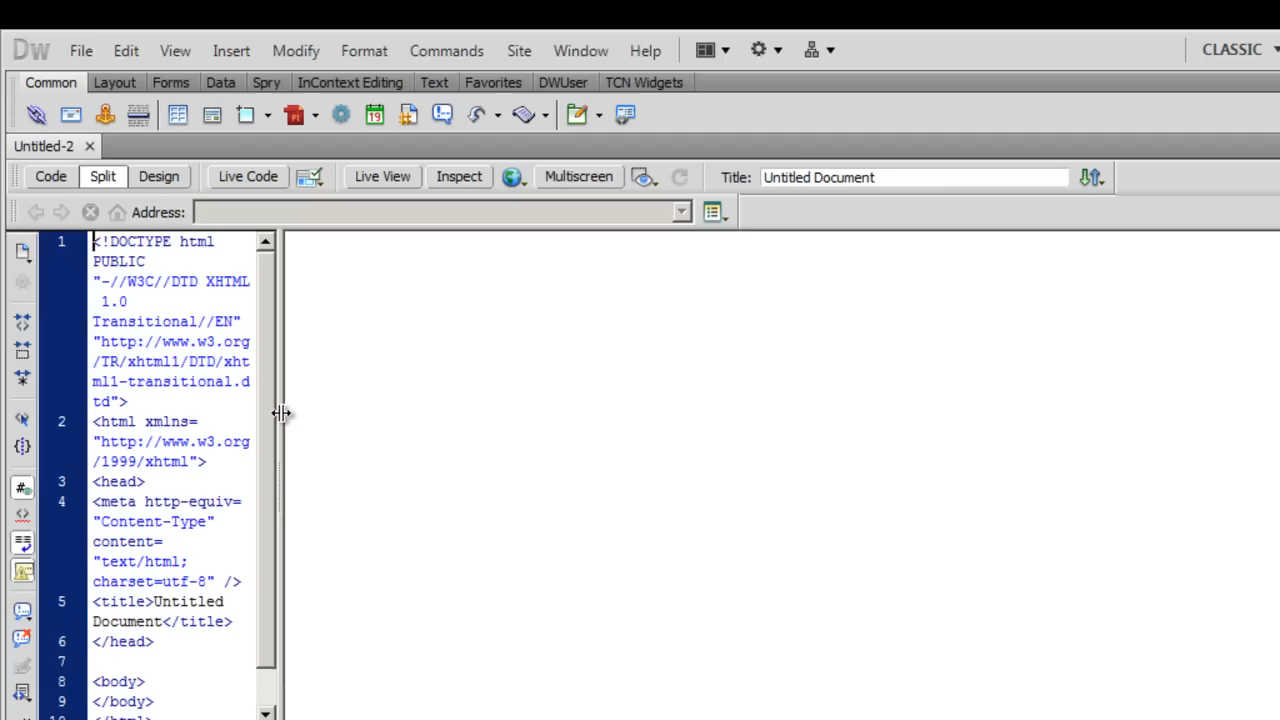 Dw File Edit View Insert Modify Format Commands Site Window Help CLASSIC
Common Layout Forms Data Spry InContext Editing Text Favorites DWUser TCN Widgets
19
Untitled-2
Code Split Design Live Code Live View Inspect Multiscreen Title: Untitled Document
Address:
1 <!DOCTYPE html
PUBLIC
"-//W3C//DTD XHTML
1.0
Transitional//EN"
"http://www.w3.org
/TR/xhtml1/DTD/xht
ml1-transitional.d
td">
2 <html xmlns=
"http://www.w3.org
/1999/xhtml">
3 <head>
4 <meta http-equiv=
"Content-Type"
content=
"text/html;
charset=utf-8" />
5 <title>Untitled
Document</title>
6 </head>
7
8 <body>
9 </body>
10 </html>